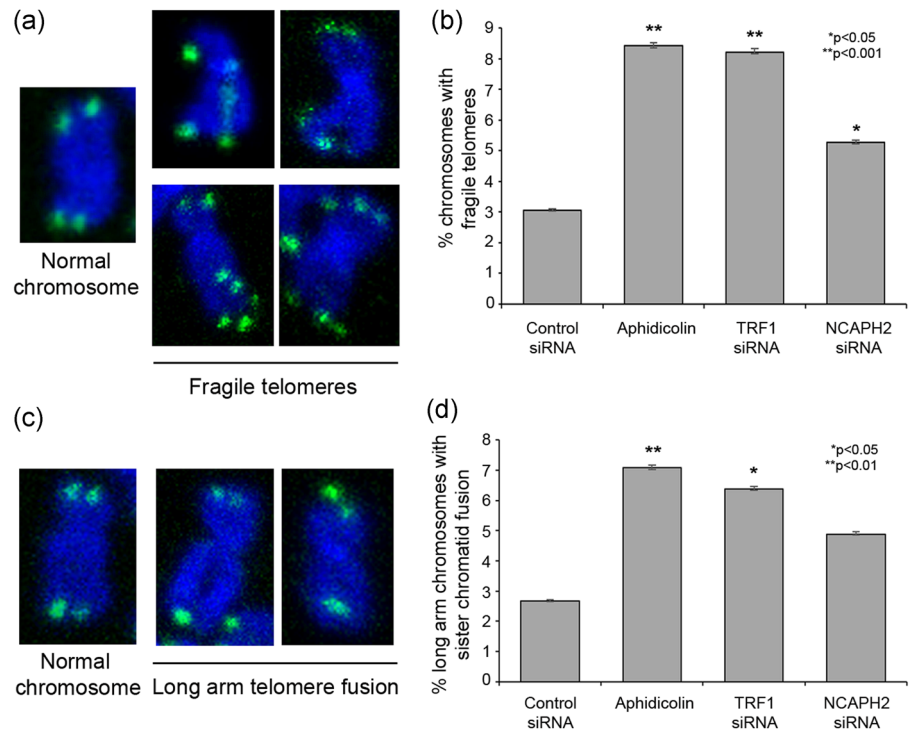 (a)
Normal
chromosome
Fragile telomeres
(b)
% chromosomes with
fragile telomeres
9
8
7
6
5
4
3
2
1
0
**
**
*
*p<0.05
**p<0.001
Control
siRNA
Aphidicolin
TRF1
siRNA
NCAPH2
siRNA
(c)
Normal
chromosome
Long arm telomere fusion
(d)
% long arm chromosomes with
sister chromatid fusion
8
7
6
5
4
3
2
1
0
**
*
*p<0.05
**p<0.01
Control
siRNA
Aphidicolin
TRF1
siRNA
NCAPH2
siRNA